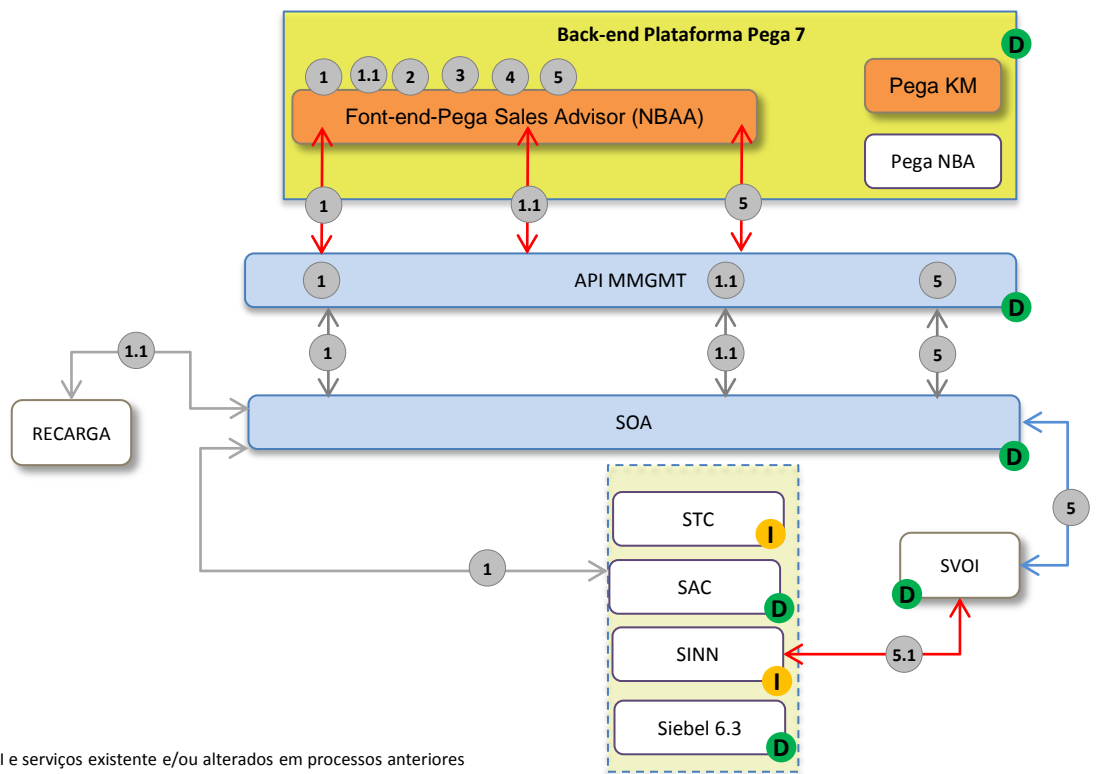 Back-end Plataforma Pega 7
D
1
1.1
2
3
4
5
Font-end-Pega Sales Advisor (NBAA)
Pega KM
Pega NBA
1
1.1
5
1
API MMGMT
1.1
5
D
1.1
1
1.1
5
RECARGA
SOA
D
STC
I
5
1
SAC
D
SVOI
D
SINN
I
5.1
Siebel 6.3
D
I e serviços existente e/ou alterados em processos anteriores